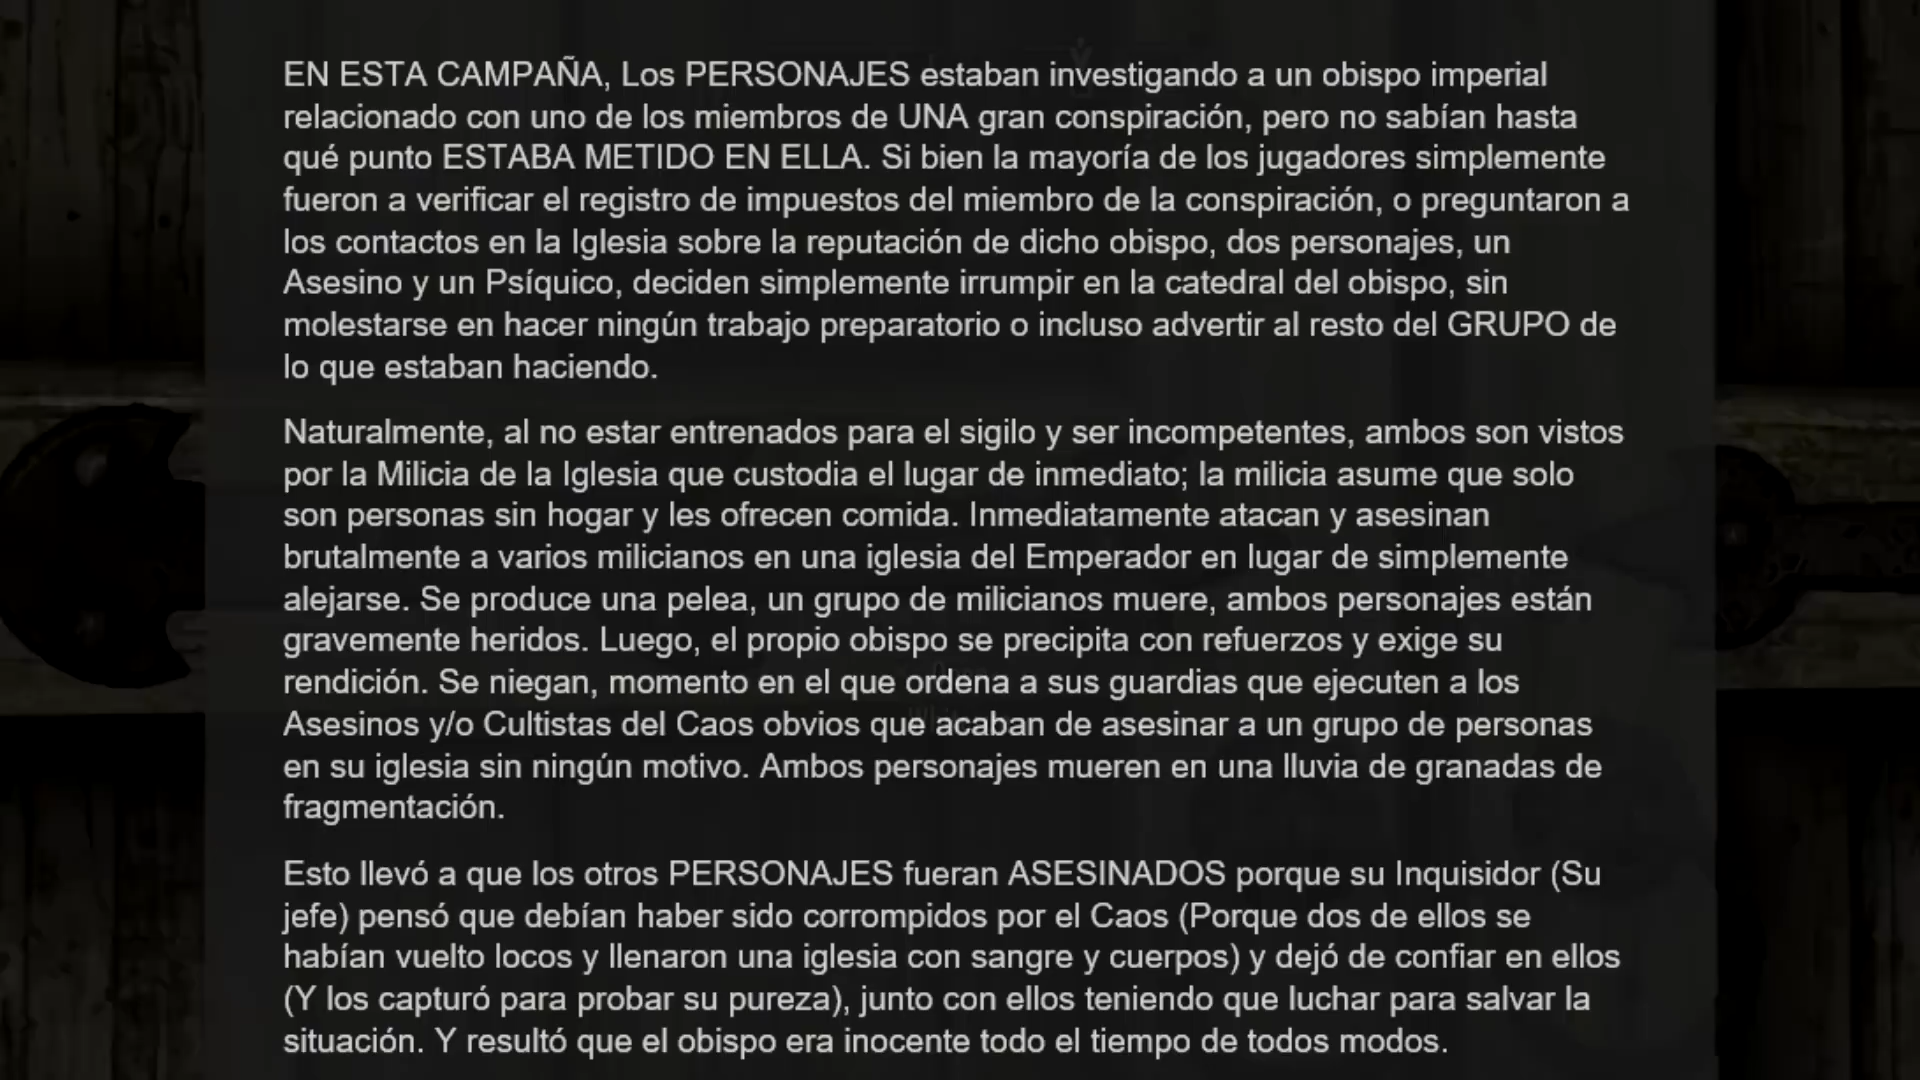 EN ESTA CAMPAÑA, Los PERSONAJES estaban investigando a un obispo imperial
relacionado con uno de los miembros de UNA gran conspiración, pero no sabían hasta
qué punto ESTABA METIDO EN ELLA. Si bien la mayoría de los jugadores simplemente
fueron a verificar el registro de impuestos del miembro de la conspiración, o preguntaron a
los contactos en la Iglesia sobre la reputación de dicho obispo, dos personajes, un
Asesino y un Psíquico, deciden simplemente irrumpir en la catedral del obispo, sin
molestarse en hacer ningún trabajo preparatorio o incluso advertir al resto del GRUPO de
lo que estaban haciendo.
Naturalmente, al no estar entrenados para el sigilo y ser incompetentes, ambos son vistos
por la Milicia de la Iglesia que custodia el lugar de inmediato; la milicia asume que solo
son personas sin hogar y les ofrecen comida. Inmediatamente atacan y asesinan
brutalmente a varios milicianos en una iglesia del Emperador en lugar de simplemente
alejarse. Se produce una pelea, un grupo de milicianos muere, ambos personajes están
gravemente heridos. Luego, el propio obispo se precipita con refuerzos y exige su
rendición. Se niegan, momento en el que ordena a sus guardias que ejecuten a los
Asesinos y/o Cultistas del Caos obvios que acaban de asesinar a un grupo de personas
en su iglesia sin ningún motivo. Ambos personajes mueren en una lluvia de granadas de
fragmentación.
Esto llevó a que los otros PERSONAJES fueran ASESINADOS porque su Inquisidor (Su
jefe) pensó que debían haber sido corrompidos por el Caos (Porque dos de ellos se
habían vuelto locos y llenaron una iglesia con sangre y cuerpos) y dejó de confiar en ellos
(Y los capturó para probar su pureza), junto con ellos teniendo que luchar para salvar la
situación. Y resultó que el obispo era inocente todo el tiempo de todos modos.